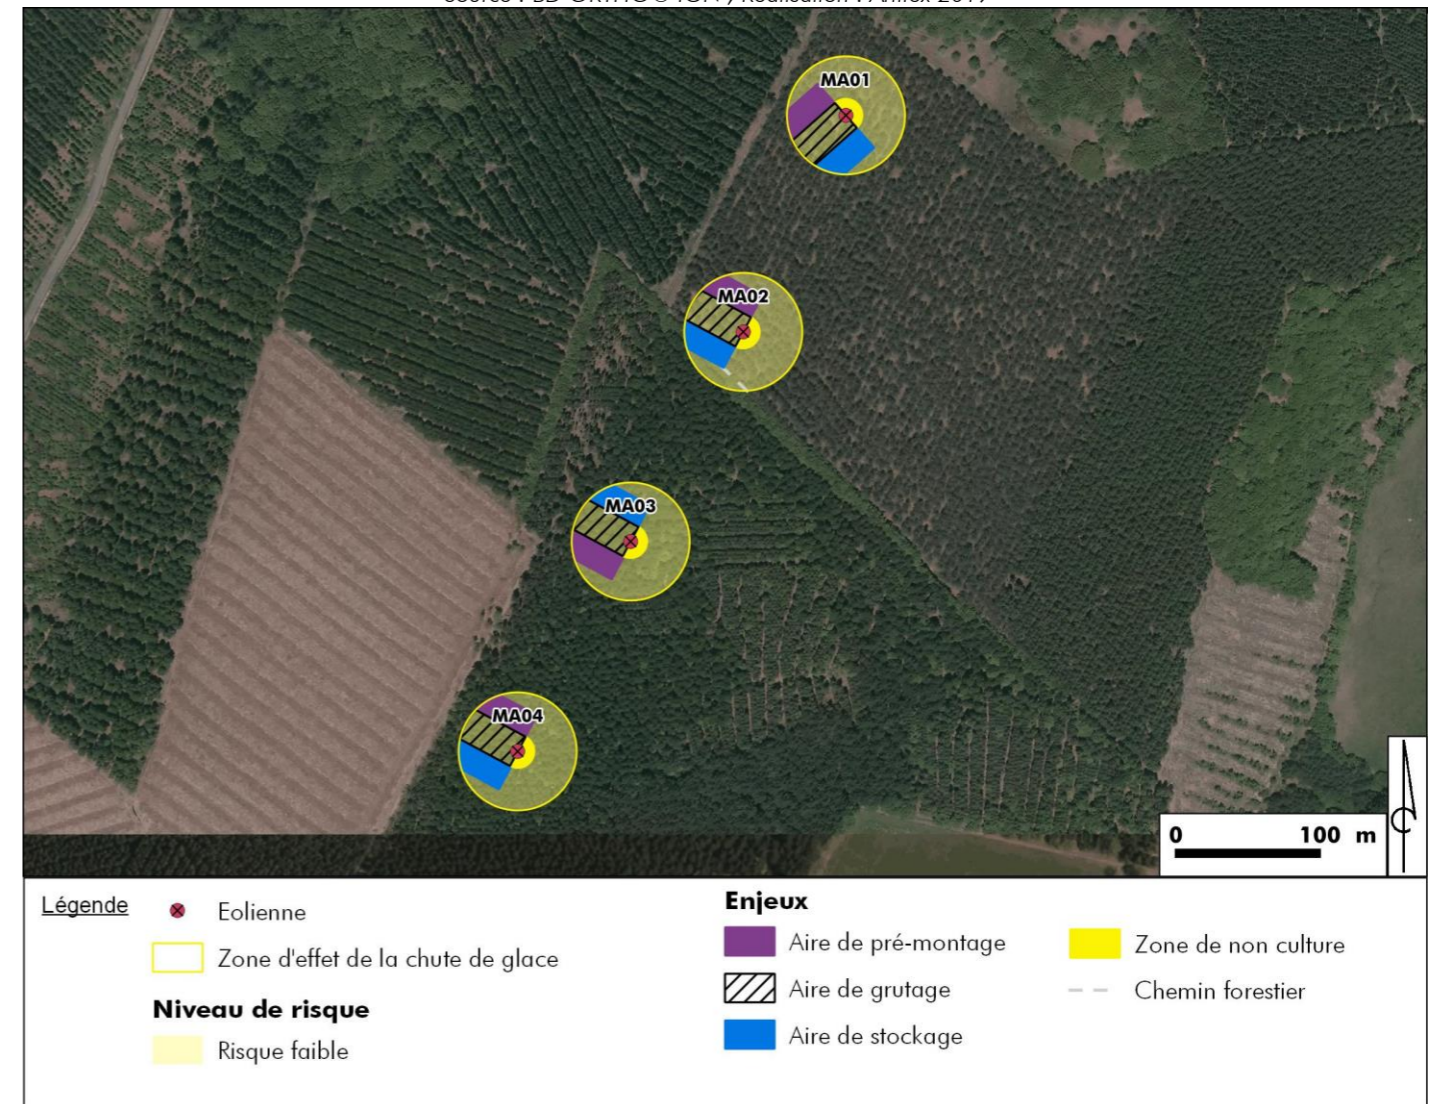 MA01
MA02
MA03
MA04
0 100 m
Légende
Eolienne
Zone d'effet de la chute de glace
Niveau de risque
Risque faible
Enjeux
Aire de pré-montage
Aire de grutage
Aire de stockage
Zone de non culture
Chemin forestier